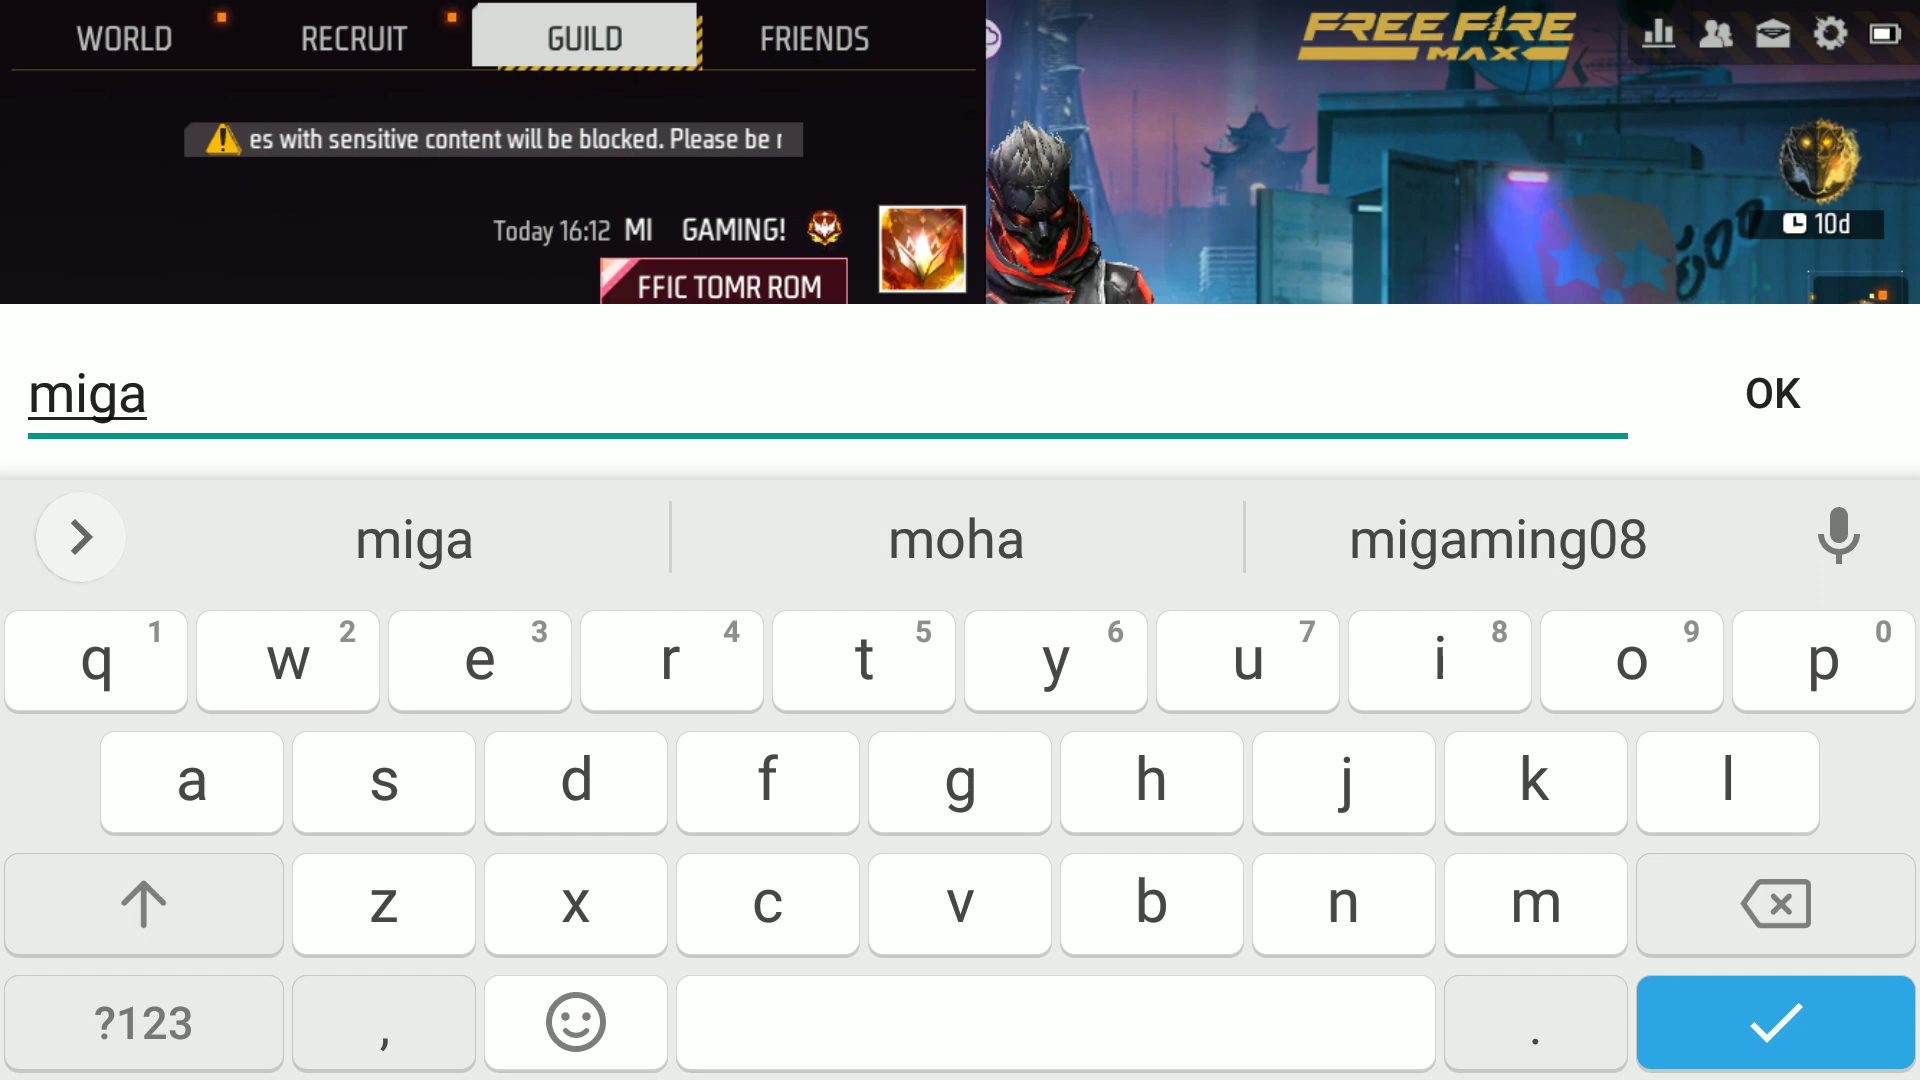 WORLD RECRUIT GUILD FRIENDS
FREE FIRE
MAX
es with sensitive content will be blocked. Please be
Today 16:12 MI GAMING!
10d
FFIC TOMR ROM
miga
OK
miga moha migaming08
q 1 w 2 e 3 r 4 t 5 y 6 u 7 i 8 o 9 p 0
a s d f g h j k l
z x c v b n m
?123 , .